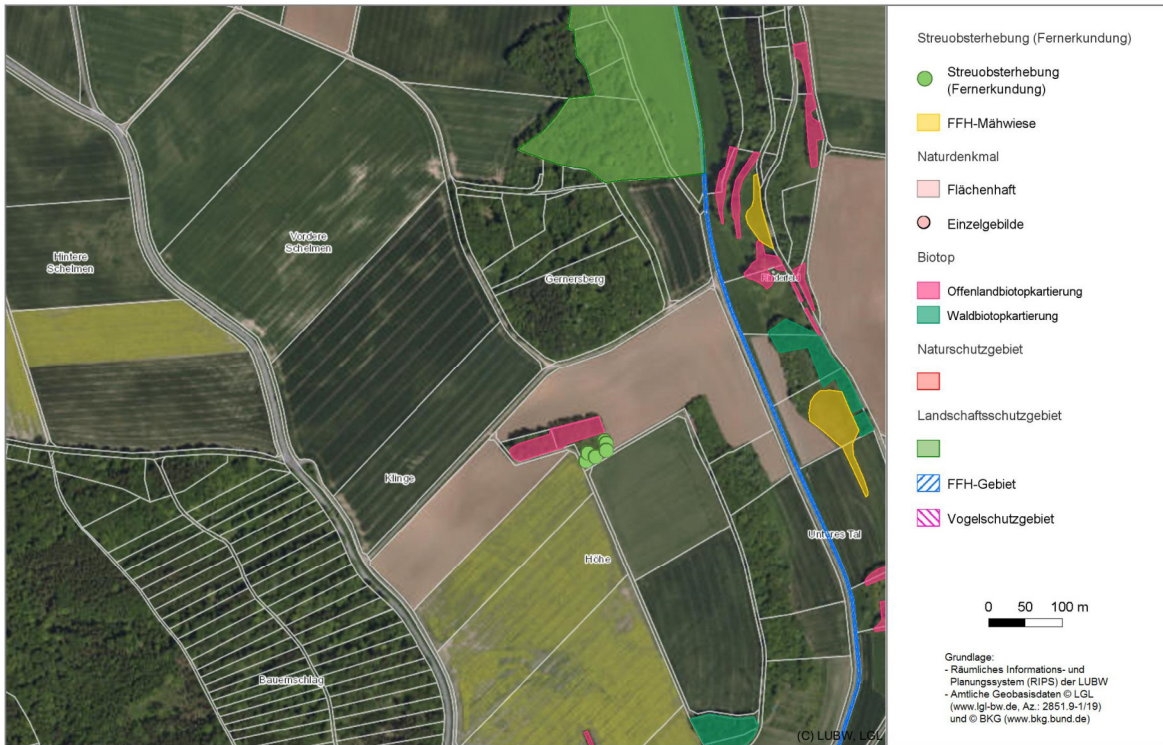 Hintere
Schelmen
Vordere
Schelmen
Gernersberg
Klinge
Höhe
Unteres Tal
Bauernschlag
(C) LUBW, LGL
Streuobsterhebung (Fernerkundung)
Streuobsterhebung
(Fernerkundung)
FFH-Mähwiese
Naturdenkmal
Flächenhaft
Einzelgebilde
Biotop
Offenlandbiotopkartierung
Waldbiotopkartierung
Naturschutzgebiet
Landschaftsschutzgebiet
FFH-Gebiet
Vogelschutzgebiet
0 50 100 m
Grundlage:
- Räumliches Informations- und
Planungssystem (RIPS) der LUBW
- Amtliche Geobasisdaten © LGL
(www.lgl-bw.de, Az.: 2851.9-1/19)
und © BKG (www.bkg.bund.de)